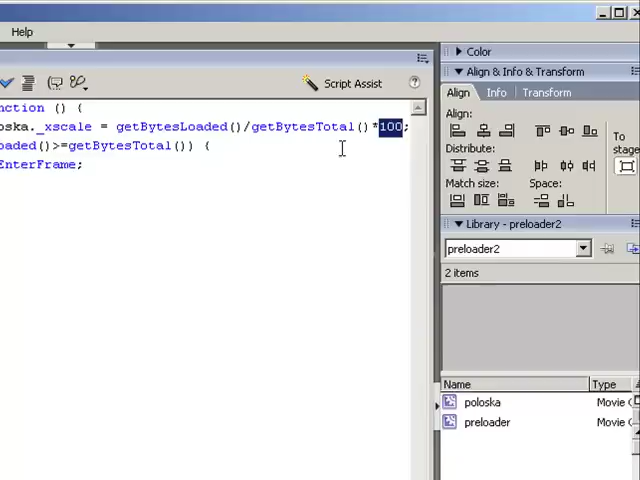 Help
Script Assist
nction () {
oska._xscale = getBytesLoaded()/getBytesTotal()*100;
oaded()>=getBytesTotal()) {
EnterFrame;
Color
Align & Info & Transform
Align
Info
Transform
Align:
Distribute:
Match size:
Space:
To
stage
Library - preloader2
preloader2
2 items
Name
Type
poloska
Movie
preloader
Movie